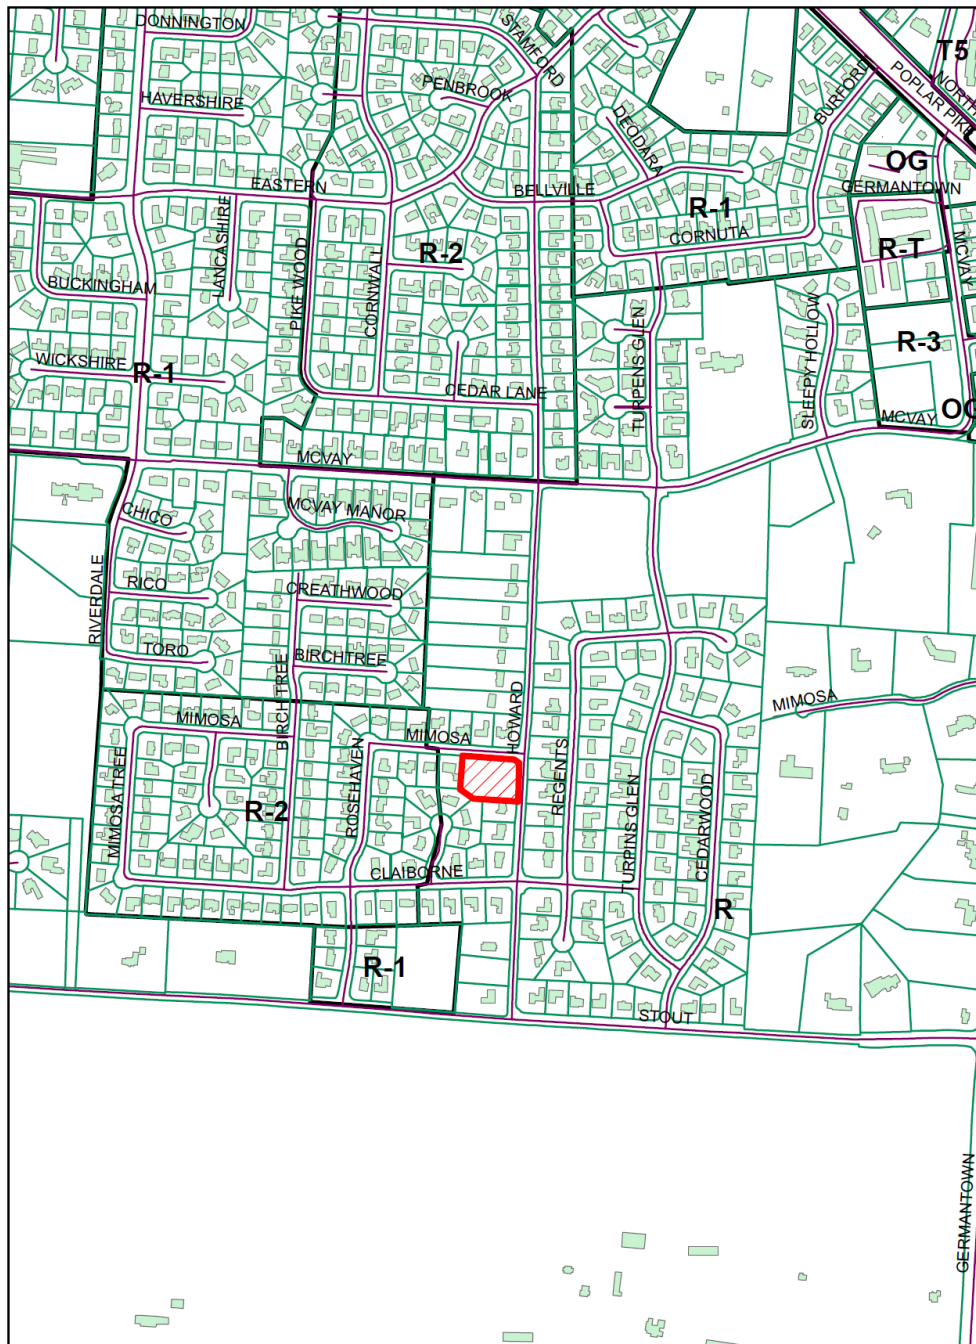 DONNINGTON
STAMFORD
T5
NORTH
POPLAR PIKE
PENBROOK
BURFORD
HAVERSHIRE
DEODARA
OG
EASTERN
BELLVILLE
GERMANTOWN
R-1
LANCASHIRE
PIKE WOOD
CORNWALL
R-2
CORNUTA
R-T
MCVAY
BUCKINGHAM
TURPENS GLEN
SLEEPY HOLLOW
R-3
WICKSHIRE
R-1
CEDAR LANE
MCVAY
OG
MCVAY
MCVAY MANOR
CHICO
RIVERDALE
RICO
CREATHWOOD
TORO
BIRCH TREE
BIRCHTREE
HOWARD
MIMOSA
MIMOSA
MIMOSA
MIMOSA TREE
R-2
ROSEHAVEN
REGENTS
TURPINS GLEN
CEDARWOOD
CLAIBORNE
R
R-1
STOUT
GERMANTOWN